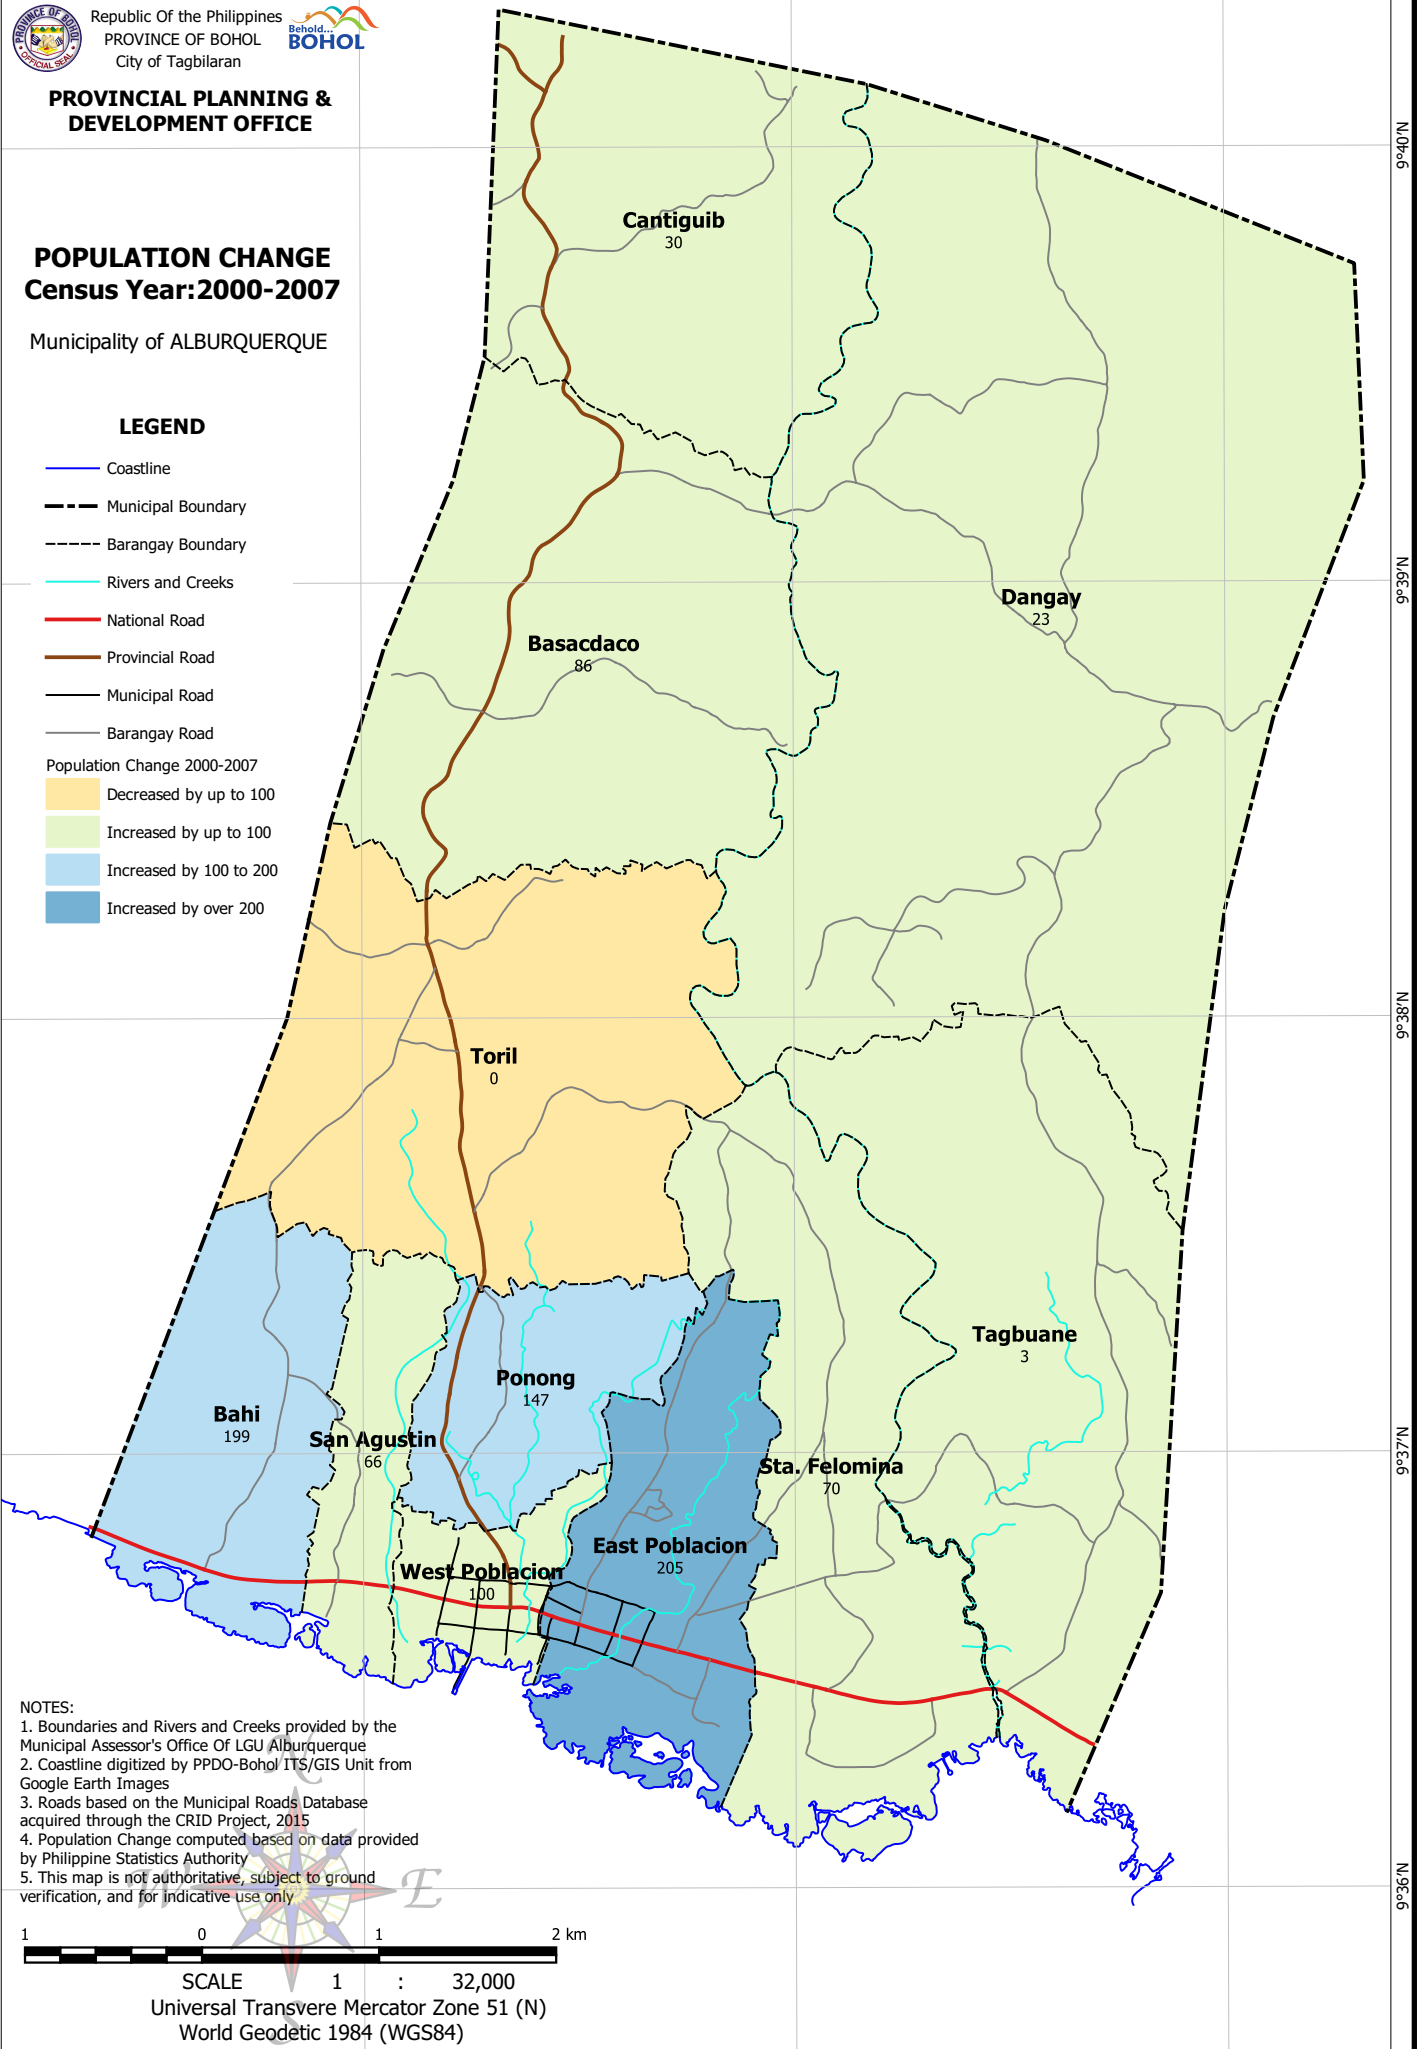 Republic Of the Philippines
PROVINCE OF BOHOL
City of Tagbilaran
PROVINCE OF BOHOL
OFFICIAL SEAL
Behold...
BOHOL
PROVINCIAL PLANNING &
DEVELOPMENT OFFICE
POPULATION CHANGE
Census Year:2000-2007
Municipality of ALBURQUERQUE
LEGEND
Coastline
Municipal Boundary
Barangay Boundary
Rivers and Creeks
National Road
Provincial Road
Municipal Road
Barangay Road
Population Change 2000-2007
Decreased by up to 100
Increased by up to 100
Increased by 100 to 200
Increased by over 200
Cantiguib
30
Dangay
23
Basacdaco
86
Toril
0
Tagbuane
3
Ponong
147
Bahi
199
San Agustin
66
Sta. Felomina
70
East Poblacion
205
West Poblacion
100
9°40'N
9°39'N
9°38'N
9°37'N
9°36'N
NOTES:
1. Boundaries and Rivers and Creeks provided by the
Municipal Assessor's Office Of LGU Alburquerque
2. Coastline digitized by PPDO-Bohol ITS/GIS Unit from
Google Earth Images
3. Roads based on the Municipal Roads Database
acquired through the CRID Project, 2015
4. Population Change computed based on data provided
by Philippine Statistics Authority
5. This map is not authoritative, subject to ground
verification, and for indicative use only
N
W
E
S
1 0 1 2 km
SCALE 1 : 32,000
Universal Transvere Mercator Zone 51 (N)
World Geodetic 1984 (WGS84)